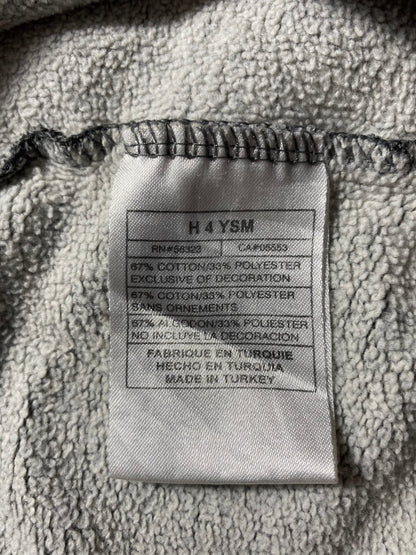 H 4 YSM
RN#56323 CA#05553
67% COTTON/33% POLYESTER
EXCLUSIVE OF DECORATION
67% COTON/33% POLYESTER
SANS ORNEMENTS
67% ALGODON/33% POLIESTER
NO INCLUYE LA DECORACION
FABRIQUE EN TURQUIE
HECHO EN TURQUIA
MADE IN TURKEY